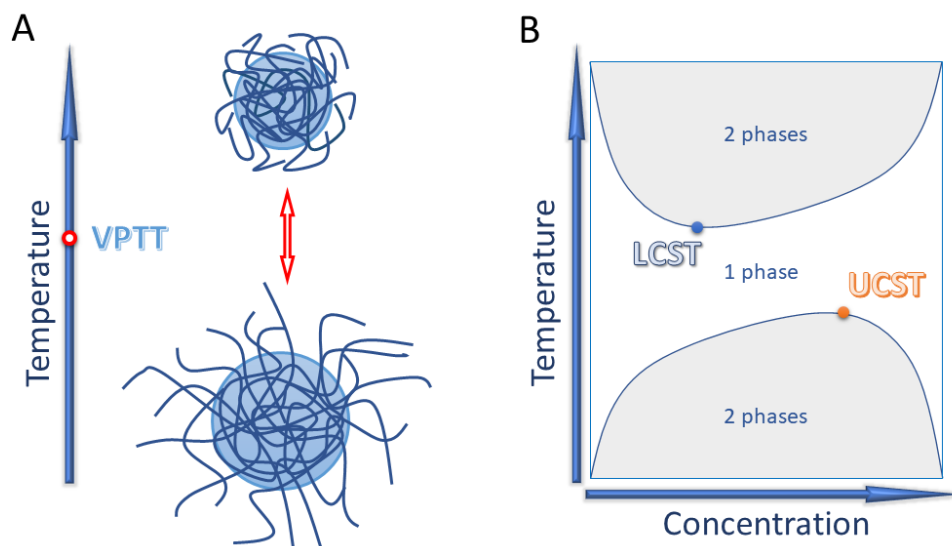 A
Temperature
VPTT
B
Temperature
2 phases
LCST
1 phase
UCST
2 phases
Concentration